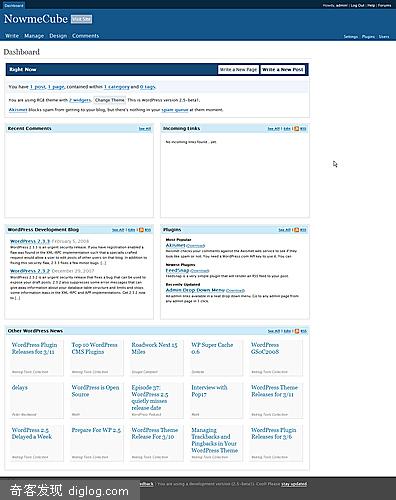 Dashboard
Howdy, admin! | Log Out | Help | Forums
NowmeCube Visit Site
Write Manage Design Comments
Settings Plugins Users
Dashboard
Right Now
Write a New Page Write a New Post
You have 1 post, 1 page, contained within 1 category and 0 tags.
You are using RGB theme with 2 widgets. Change Theme This is WordPress version 2.5-beta1.
Akismet blocks spam from getting to your blog, but there's nothing in your spam queue at them moment.
Recent Comments
See All
Incoming Links
See All | Edit | RSS
No incoming links found... yet.
WordPress Development Blog
See All | Edit | RSS
WordPress 2.3.3 February 5, 2008
WordPress 2.3.3 is an urgent security release. If you have registration enabled a
flaw was found in the XML-RPC implementation such that a specially crafted
request would allow a user to edit posts of other users on that blog. In addition to
fixing this security flaw, 2.3.3 fixes a few minor bugs. [...]
WordPress 2.3.2 December 29, 2007
WordPress 2.3.2 is an urgent security release that fixes a bug that can be used to
expose your draft posts. 2.3.2 also suppresses some error messages that can
give away information about your database table structure and limits and stops
some information leaks in the XML-RPC and APP implementations. Get 2.3.2 now
to [...]
Plugins
See All | RSS
Most Popular
Akismet (Download)
Akismet checks your comments against the Akismet web service to see if they
look like spam or not. You need a WordPress.com API key to use it. You can
Newest Plugins
FeedSnap (Download)
FeedSnap is a very simple plugin that will render an RSS feed to your post.
Recently Updated
Admin Drop Down Menu (Download)
All admin links available in a neat drop down menu. Go to any admin page from
any admin page in 1 click.
Other WordPress News
See All | Edit | RSS
WordPress Plugin
Releases for 3/11
Weblog Tools Collection
Top 10 WordPress
CMS Plugins
Weblog Tools Collection
Roadwork Next 15
Miles
Dougal Campbell
WP Super Cache
0.6
Donncha
WordPress
GSoC2008
Weblog Tools Collection
delays
Peter Westwood
WordPress is Open
Source
Matt
Episode 37:
WordPress 2.5
quietly misses
release date
WordPress Podcast
Interview with
Pop17
Matt
WordPress Theme
Releases for 3/11
Weblog Tools Collection
WordPress 2.5
Delayed a Week
Weblog Tools Collection
Prepare For WP 2.5
Weblog Tools Collection
WordPress Theme
Release For 3/10
Weblog Tools Collection
Managing
Trackbacks and
Pingbacks in Your
WordPress Theme
Weblog Tools Collection
WordPress Plugin
Releases for 3/6
Weblog Tools Collection
feedback | You are using a development version (2.5-beta1). Cool! Please stay updated.
奇客发现 diglog.com